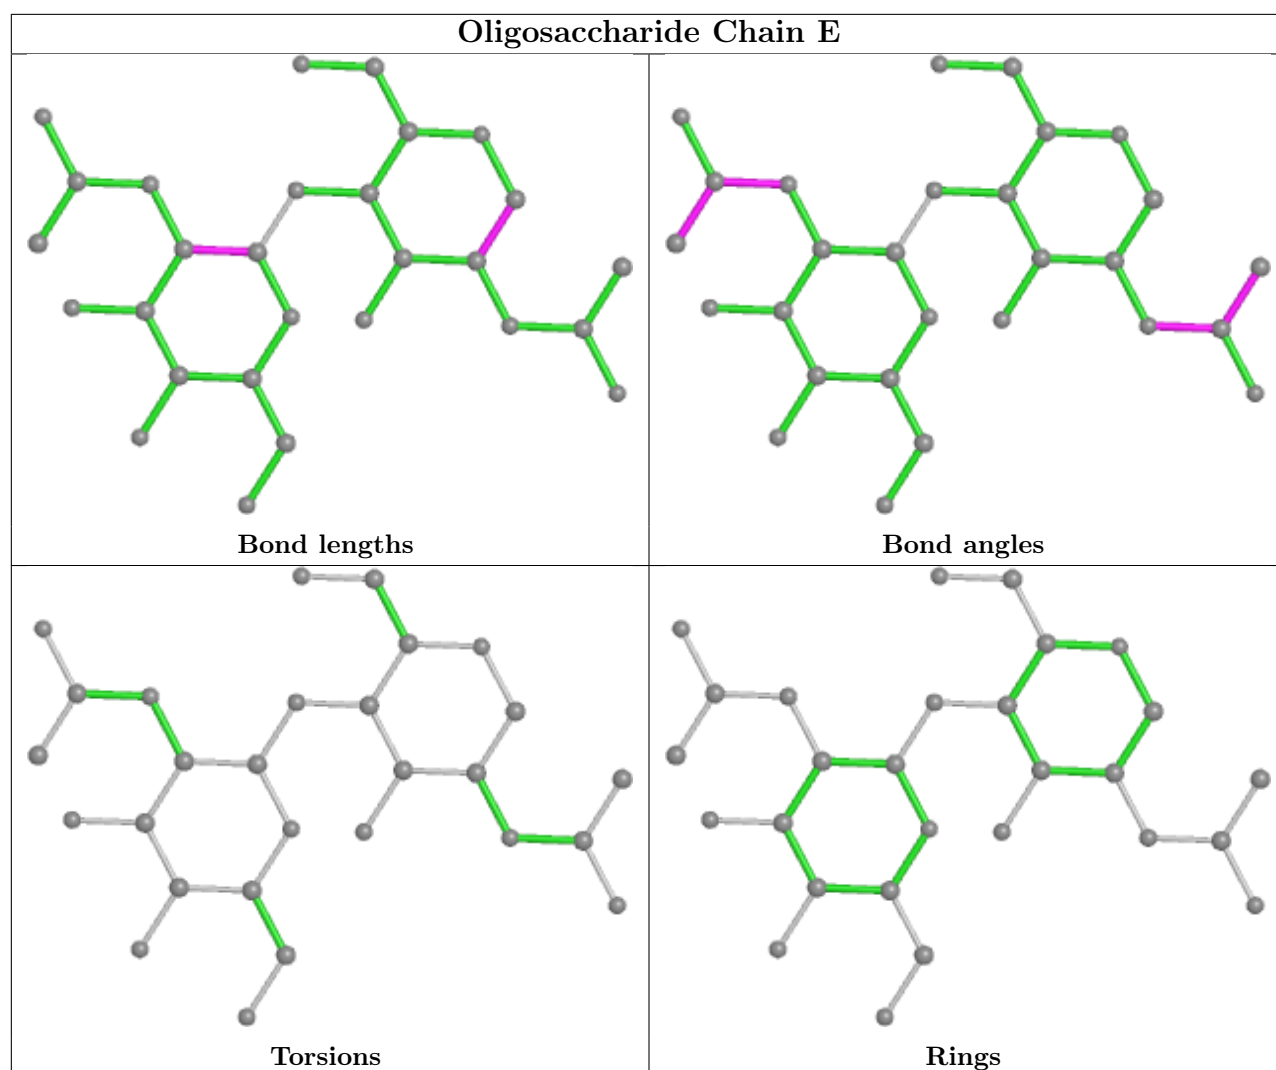 Oligosaccharide Chain E
Bond lengths
Bond angles
Torsions
Rings